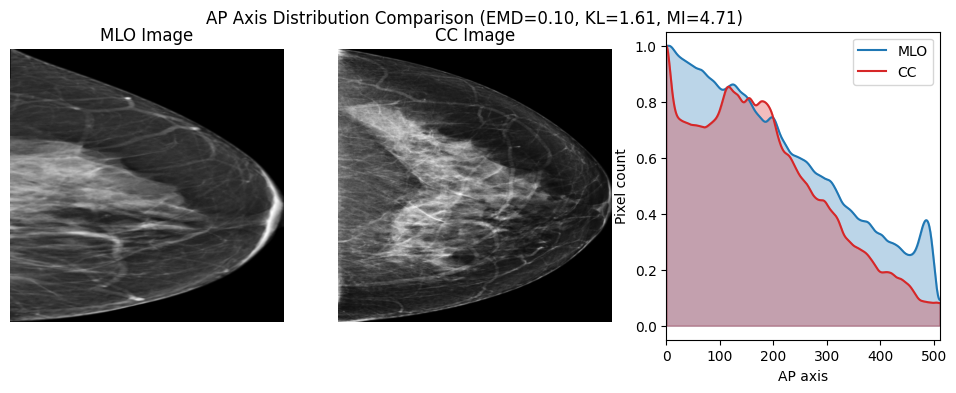 AP Axis Distribution Comparison (EMD=0.10, KL=1.61, MI=4.71)
MLO Image
CC Image
MLO
CC
Pixel count
1.0
0.8
0.6
0.4
0.2
0.0
0 100 200 300 400 500
AP axis